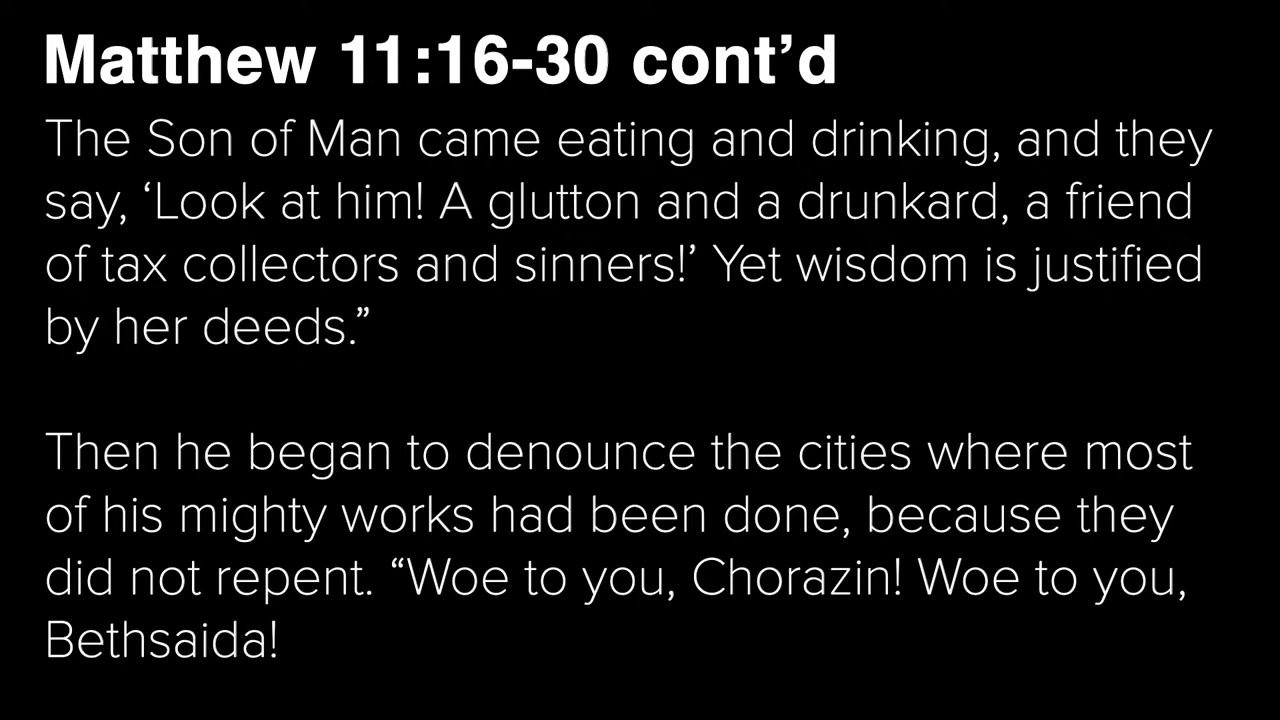 Matthew 11:16-30 cont’d
The Son of Man came eating and drinking, and they
say, ‘Look at him! A glutton and a drunkard, a friend
of tax collectors and sinners!’ Yet wisdom is justified
by her deeds.”
Then he began to denounce the cities where most
of his mighty works had been done, because they
did not repent. “Woe to you, Chorazin! Woe to you,
Bethsaida!